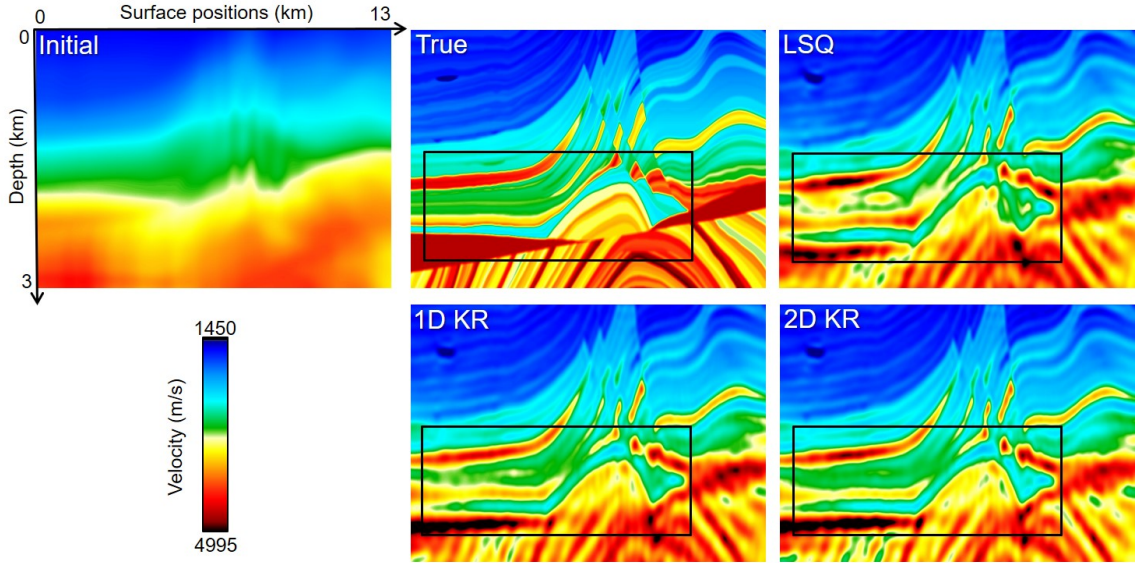 Surface positions (km)
0
13
0
Initial
True
LSQ
Depth (km)
3
1D KR
2D KR
1450
Velocity (m/s)
4995